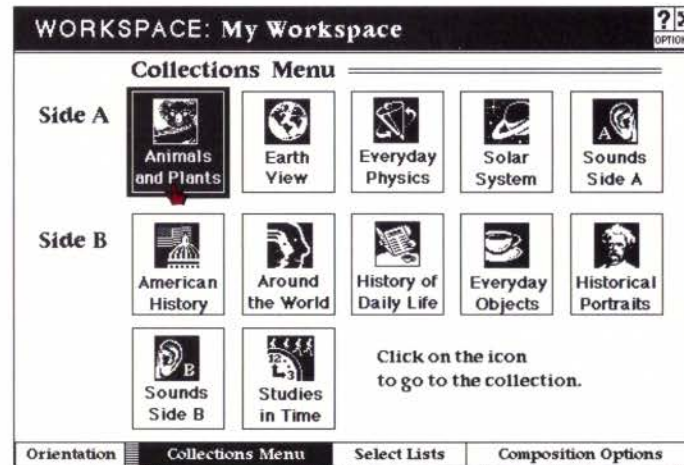 WORKSPACE: My Workspace
OPTION
Collections Menu
Side A
Animals
and Plants
Earth
View
Everyday
Physics
Solar
System
A
Sounds
Side A
Side B
American
History
Around
the World
History of
Daily Life
Everyday
Objects
Historical
Portraits
B
Sounds
Side B
12
3
Studies
in Time
Click on the icon
to go to the collection.
Orientation
Collections Menu
Select Lists
Composition Options